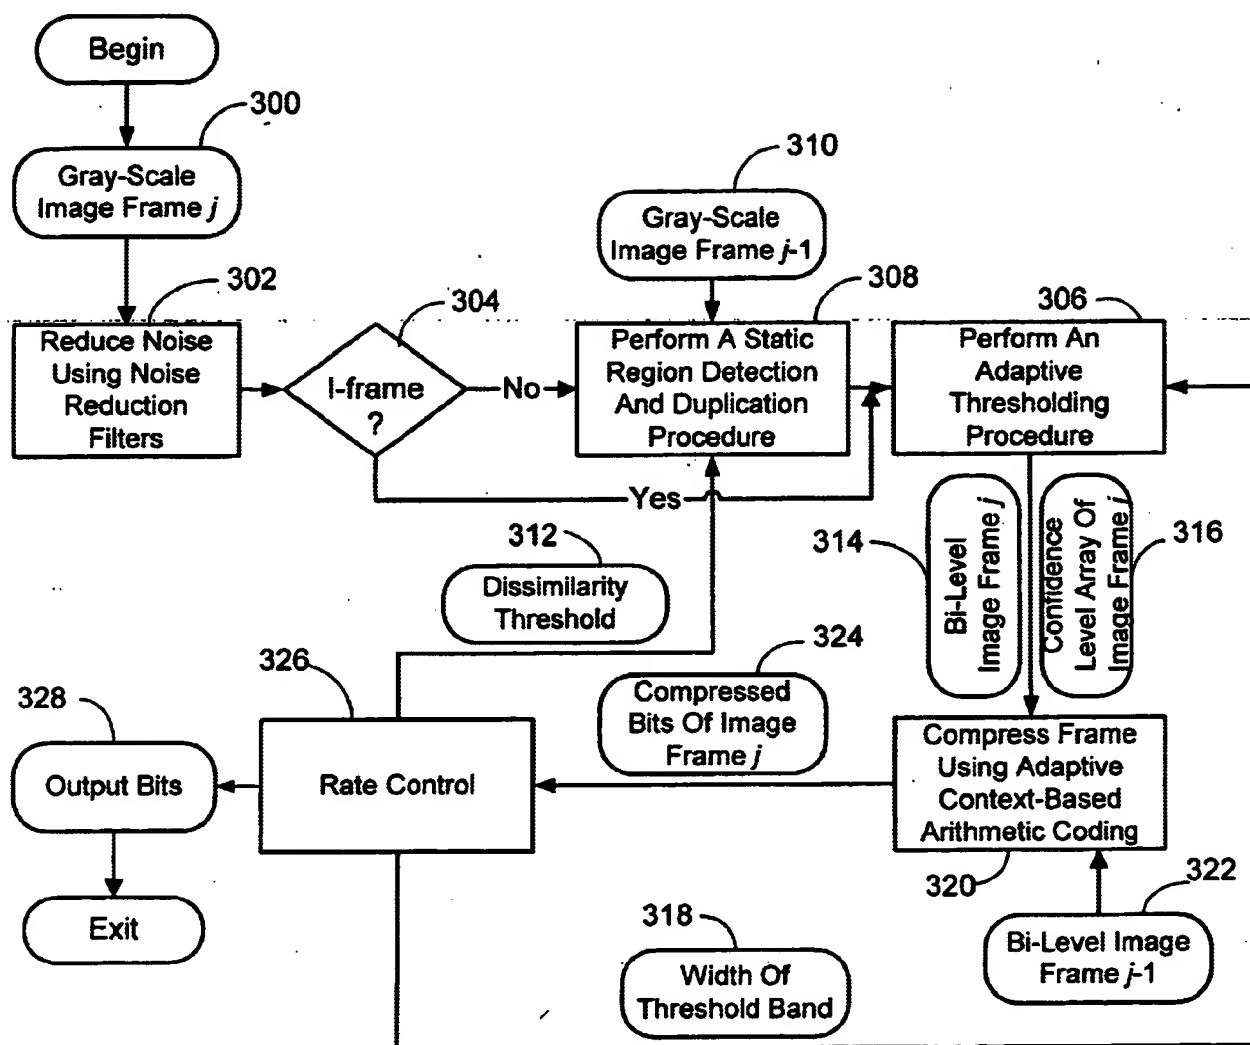 Begin
300
Gray-Scale
Image Frame j
310
Gray-Scale
Image Frame j-1
302
304
308
306
Reduce Noise
Using Noise
Reduction
Filters
I-frame
?
No
Perform A Static
Region Detection
And Duplication
Procedure
Perform An
Adaptive
Thresholding
Procedure
Yes
312
Dissimilarity
Threshold
314
Bi-Level
Image Frame j
Confidence
Level Array Of
Image Frame j
316
326
324
Compressed
Bits Of Image
Frame j
328
Output Bits
Rate Control
Compress Frame
Using Adaptive
Context-Based
Arithmetic Coding
320
322
Exit
318
Width Of
Threshold Band
Bi-Level Image
Frame j-1